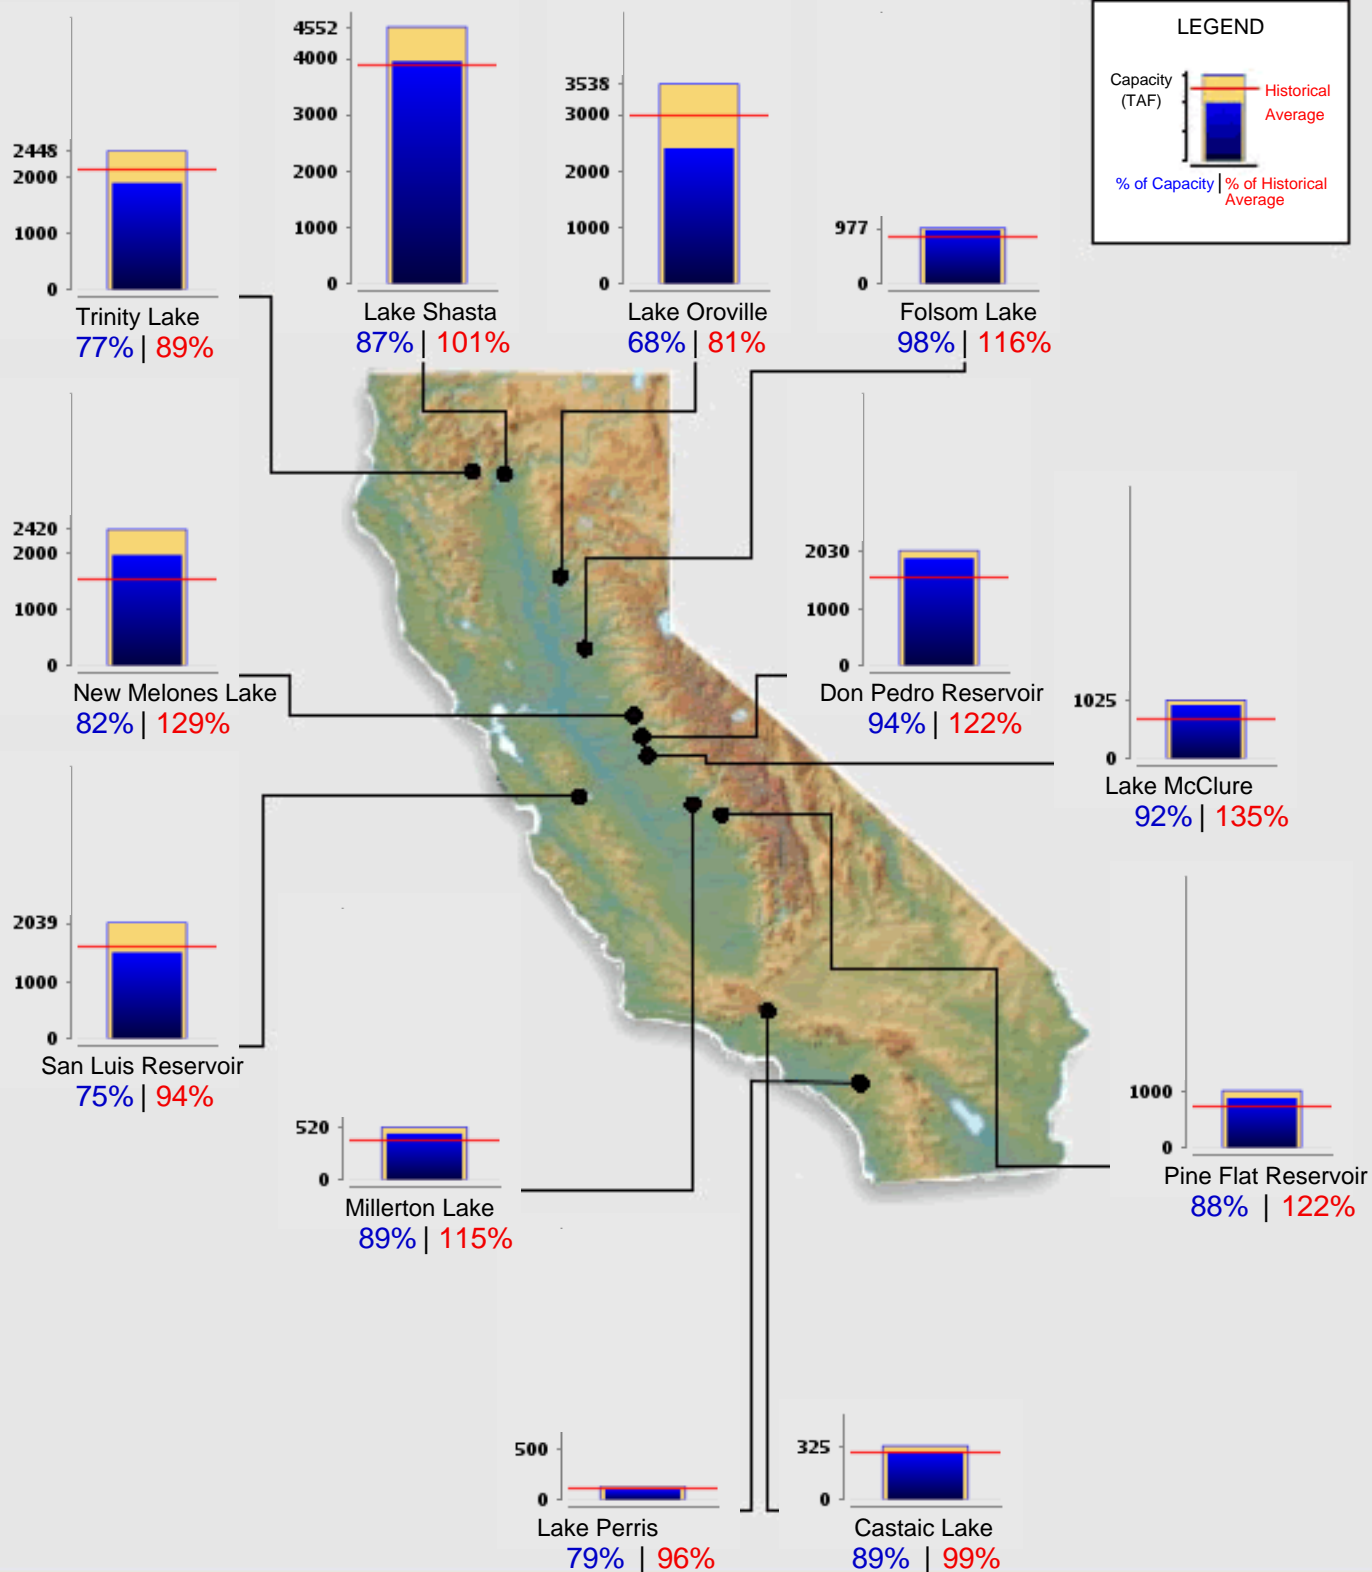 4552
4000
3000
2000
1000
0
Lake Shasta
87% | 101%
3538
3000
2000
1000
0
Lake Oroville
68% | 81%
LEGEND
Capacity
(TAF)
Historical
Average
% of Capacity | % of Historical
Average
2448
2000
1000
0
Trinity Lake
77% | 89%
977
0
Folsom Lake
98% | 116%
2420
2000
1000
0
New Melones Lake
82% | 129%
2030
1000
0
Don Pedro Reservoir
94% | 122%
1025
0
Lake McClure
92% | 135%
2039
1000
0
San Luis Reservoir
75% | 94%
520
0
Millerton Lake
89% | 115%
1000
0
Pine Flat Reservoir
88% | 122%
500
0
Lake Perris
79% | 96%
325
0
Castaic Lake
89% | 99%